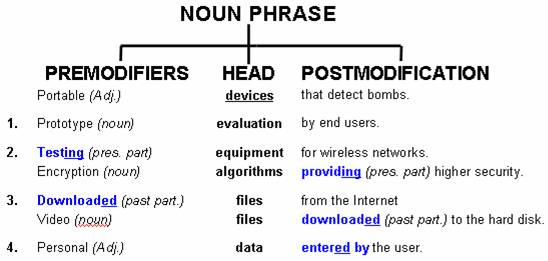 NOUN PHRASE
PREMODIFIERS HEAD POSTMODIFICATION
Portable (Adj.) devices that detect bombs.
1. Prototype (noun) evaluation by end users.
2. Testing (pres. part) equipment for wireless networks.
Encryption (noun) algorithms providing (pres. part) higher security.
3. Downloaded (past part.) files from the Internet
Video (noun) files downloaded (past part.) to the hard disk.
4. Personal (Adj.) data entered by the user.